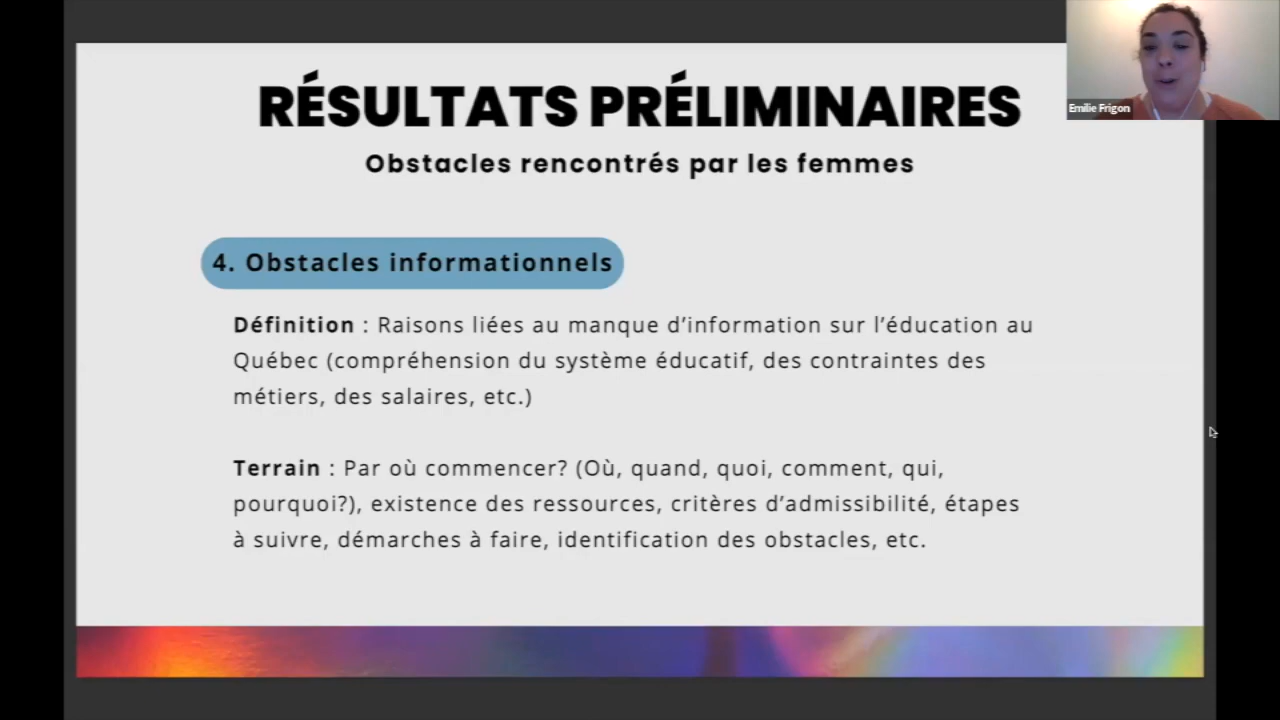 RÉSULTATS PRÉLIMINAIRES
Obstacles rencontrés par les femmes
Emilie Frigon
4. Obstacles informationnels
Définition : Raisons liées au manque d’information sur l’éducation au
Québec (compréhension du système éducatif, des contraintes des
métiers, des salaires, etc.)
Terrain : Par où commencer? (Où, quand, quoi, comment, qui,
pourquoi?), existence des ressources, critères d’admissibilité, étapes
à suivre, démarches à faire, identification des obstacles, etc.